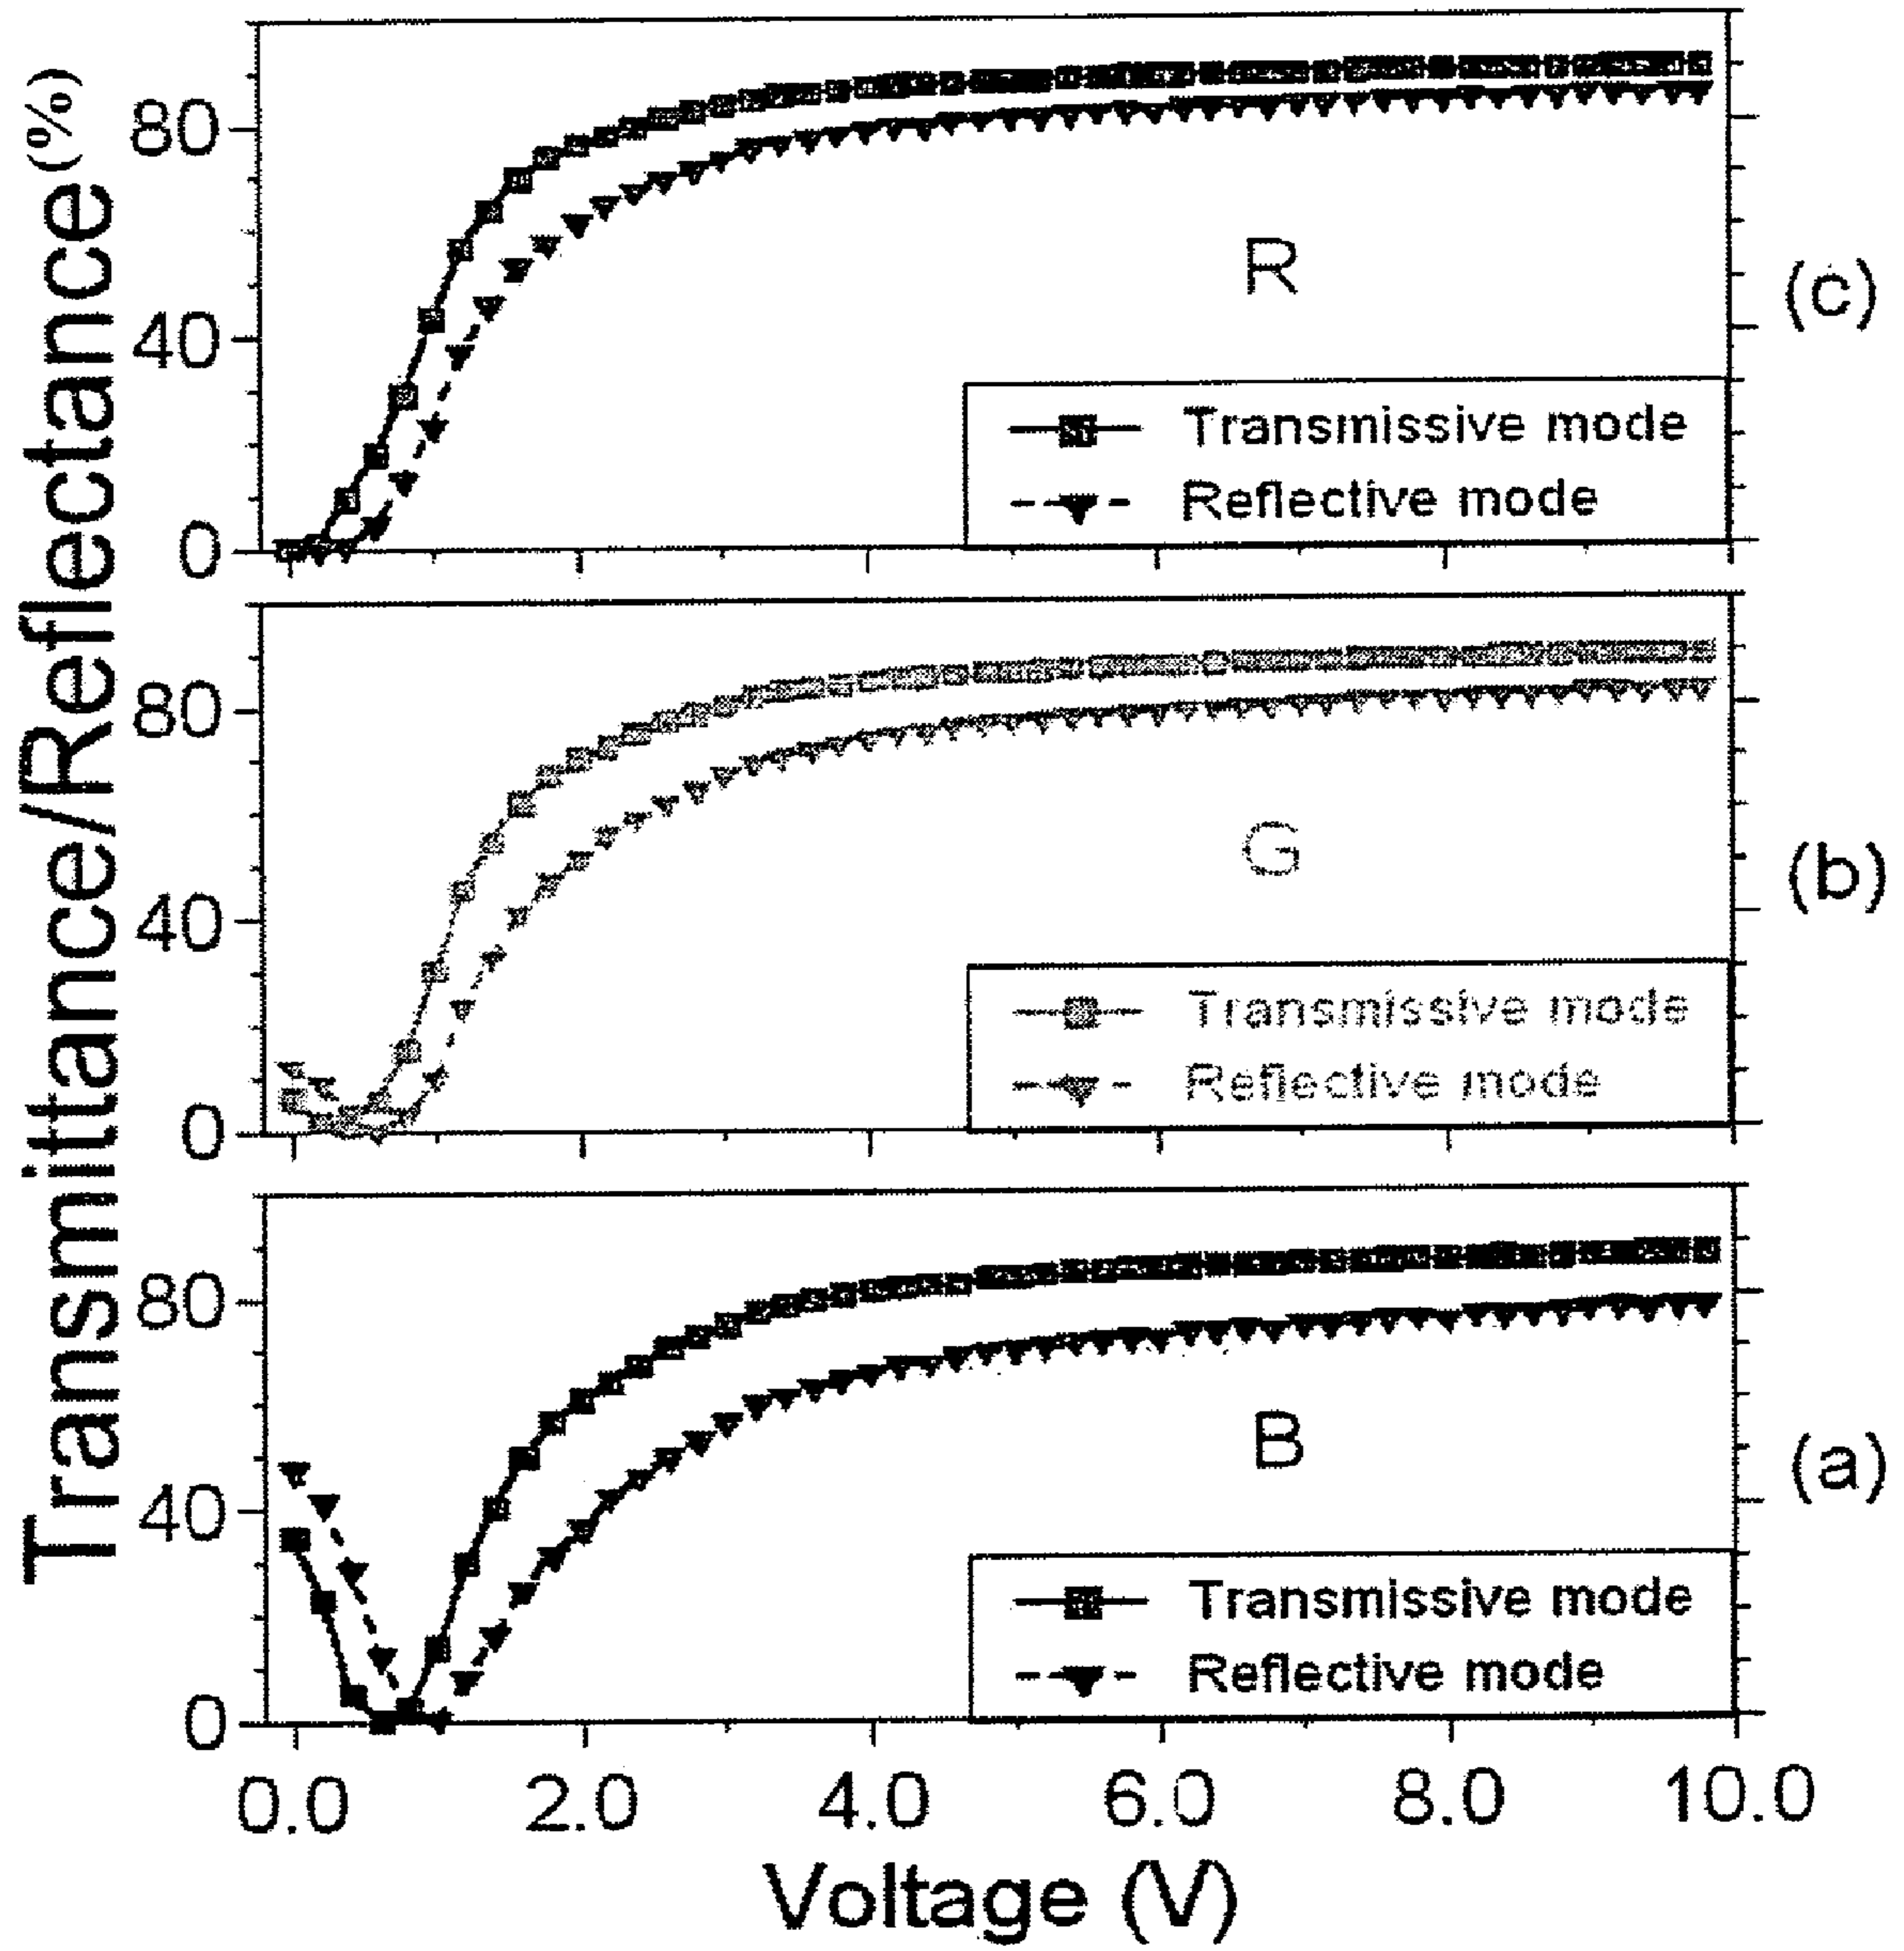 Transmittance/Reflectance(%)
80
40
0
R
Transmissive mode
Reflective mode
(c)
80
40
0
G
Transmissive mode
Reflective mode
(b)
80
40
0
B
Transmissive mode
Reflective mode
(a)
0.0 2.0 4.0 6.0 8.0 10.0
Voltage (V)